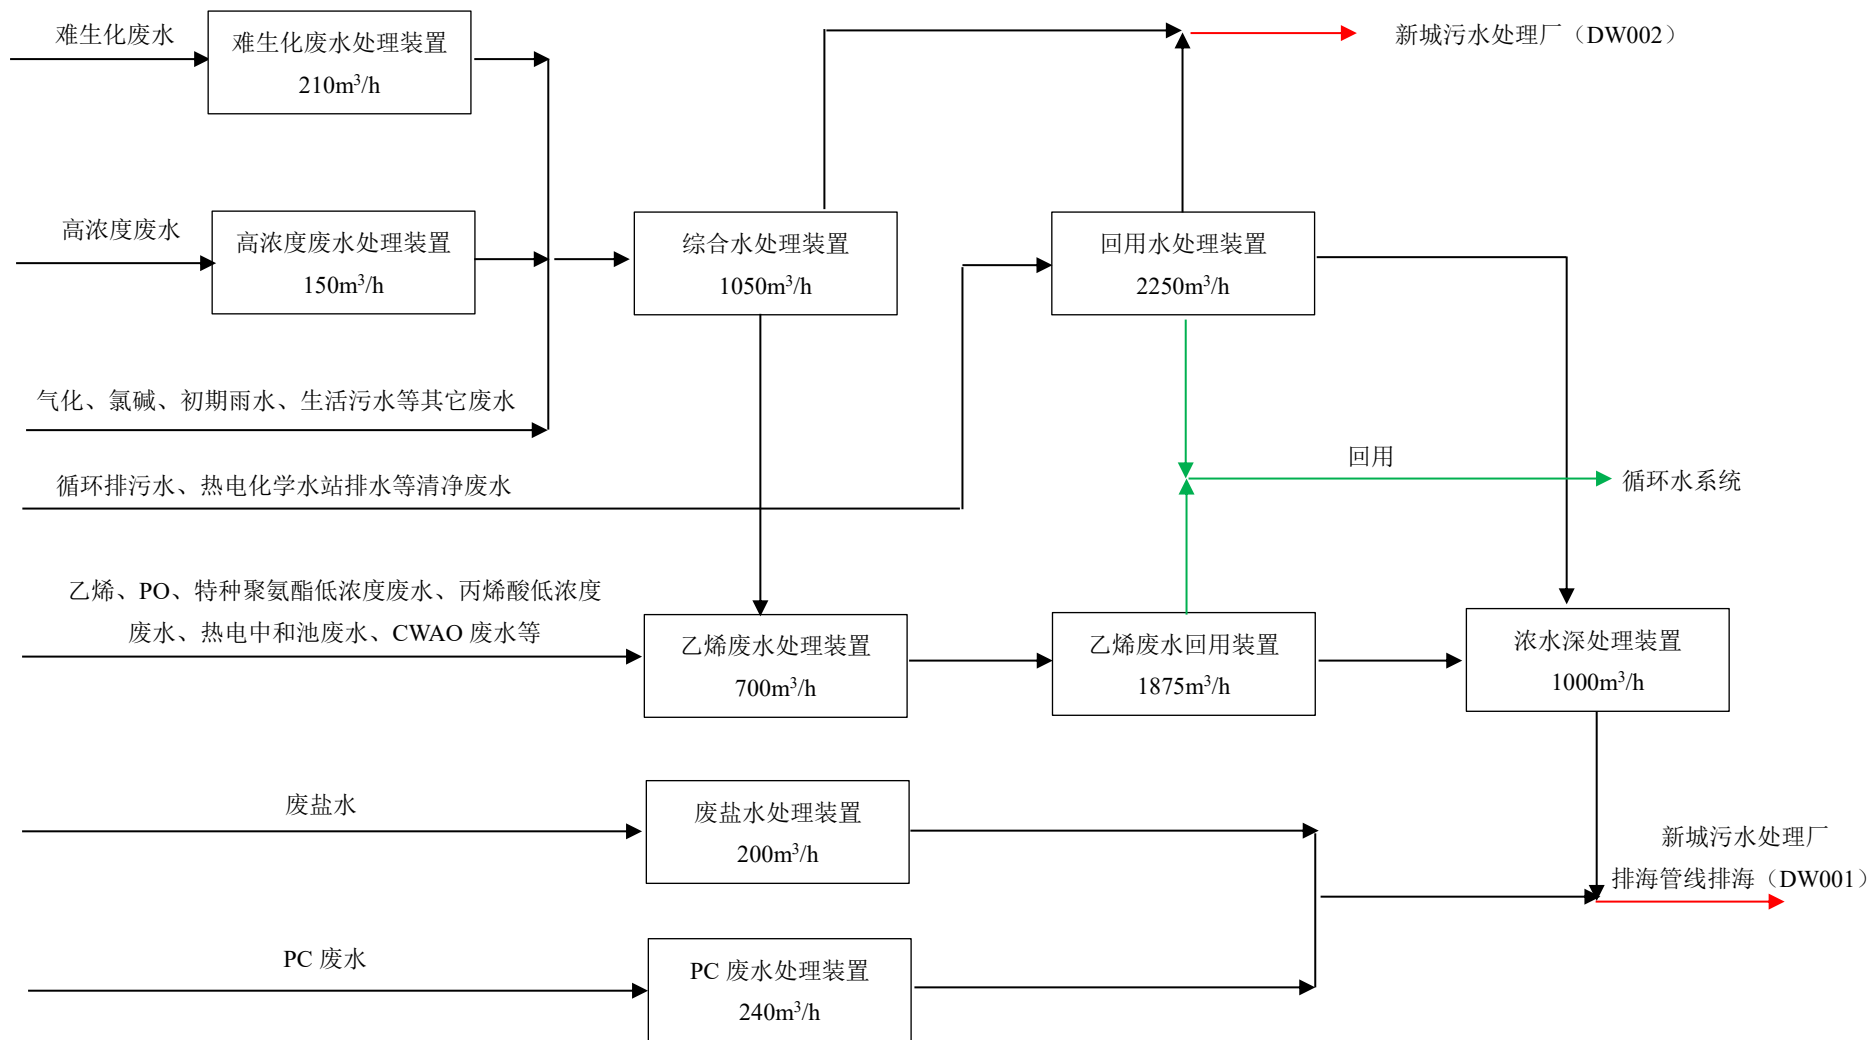 难生化废水
难生化废水处理装置
210m³/h
新城污水处理厂（DW002）
高浓度废水
高浓度废水处理装置
150m³/h
综合水处理装置
1050m³/h
回用水处理装置
2250m³/h
气化、氯碱、初期雨水、生活污水等其它废水
循环排污水、热电化学水站排水等清净废水
回用
循环水系统
乙烯、PO、特种聚氨酯低浓度废水、丙烯酸低浓度
废水、热电中和池废水、CWAO 废水等
乙烯废水处理装置
700m³/h
乙烯废水回用装置
1875m³/h
浓水深处理装置
1000m³/h
废盐水
废盐水处理装置
200m³/h
新城污水处理厂
排海管线排海（DW001）
PC 废水
PC 废水处理装置
240m³/h